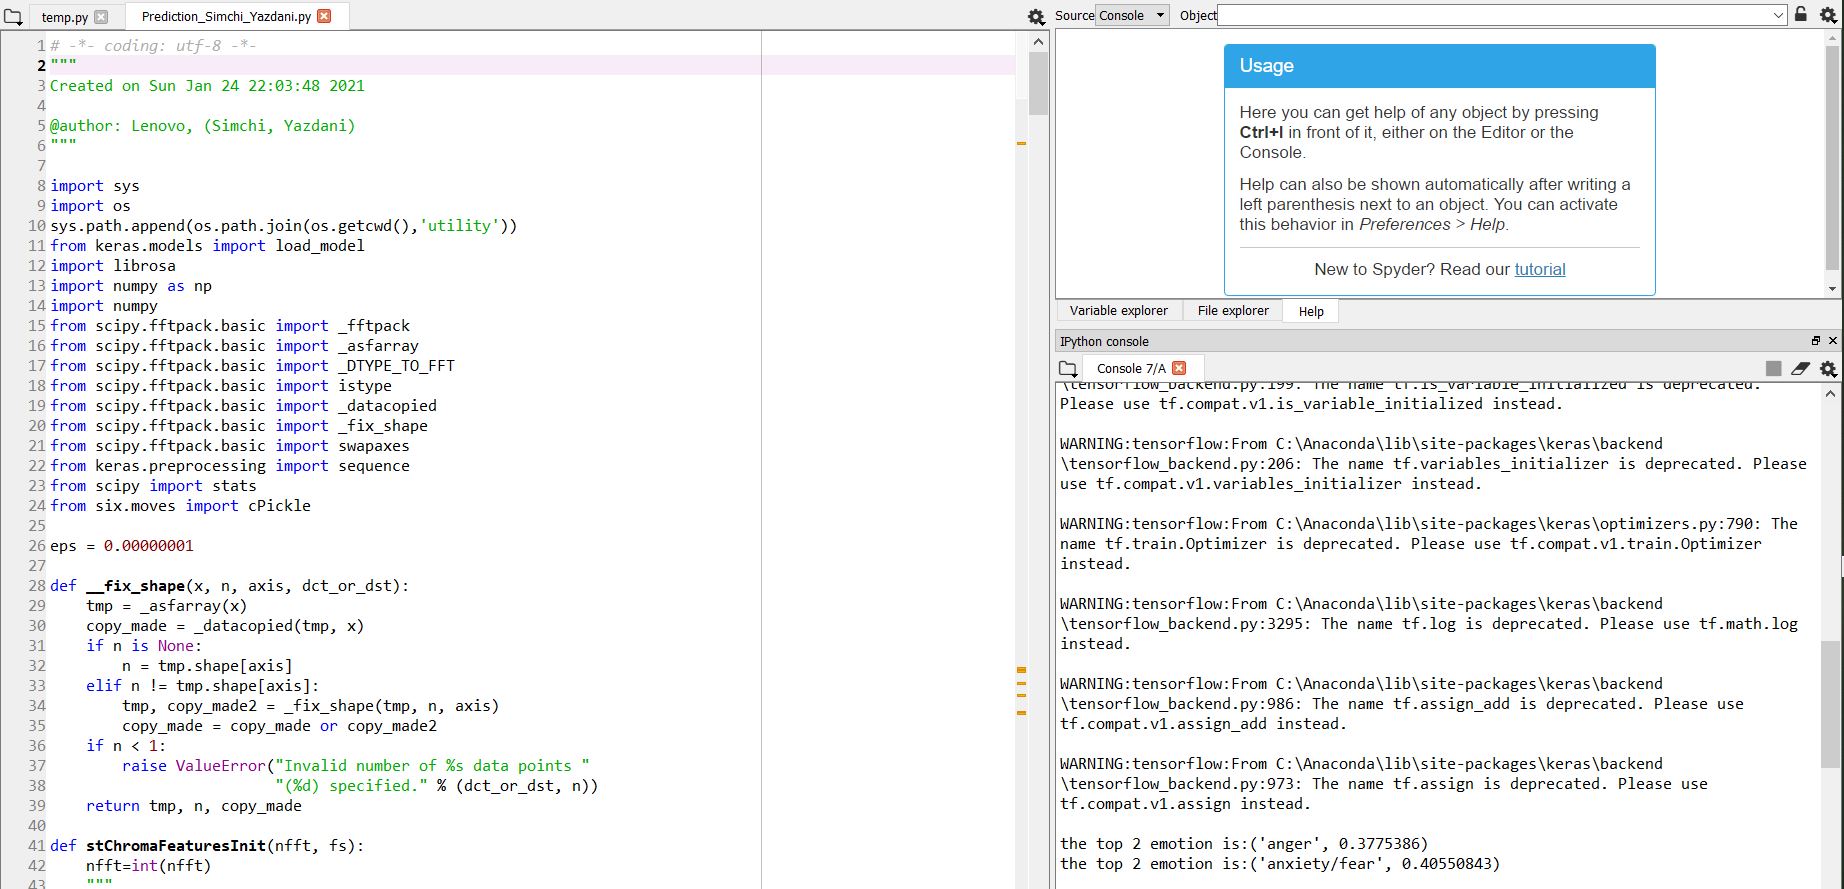 temp.py
Prediction_Simchi_Yazdani.py
1 # -*- coding: utf-8 -*-
2 """
3 Created on Sun Jan 24 22:03:48 2021
4
5 @author: Lenovo, (Simchi, Yazdani)
6 """
7
8 import sys
9 import os
10 sys.path.append(os.path.join(os.getcwd(),'utility'))
11 from keras.models import load_model
12 import librosa
13 import numpy as np
14 import numpy
15 from scipy.fftpack.basic import _fftpack
16 from scipy.fftpack.basic import _asfarray
17 from scipy.fftpack.basic import _DTYPE_TO_FFT
18 from scipy.fftpack.basic import istype
19 from scipy.fftpack.basic import _datacopied
20 from scipy.fftpack.basic import _fix_shape
21 from scipy.fftpack.basic import swapaxes
22 from keras.preprocessing import sequence
23 from scipy import stats
24 from six.moves import cPickle
25
26 eps = 0.00000001
27
28 def __fix_shape(x, n, axis, dct_or_dst):
29     tmp = _asfarray(x)
30     copy_made = _datacopied(tmp, x)
31     if n is None:
32         n = tmp.shape[axis]
33     elif n != tmp.shape[axis]:
34         tmp, copy_made2 = _fix_shape(tmp, n, axis)
35         copy_made = copy_made or copy_made2
36     if n < 1:
37         raise ValueError("Invalid number of %s data points "
38                          "(%d) specified." % (dct_or_dst, n))
39     return tmp, n, copy_made
40
41 def stChromaFeaturesInit(nfft, fs):
42     nfft=int(nfft)
43     """
Source Console Object
Usage
Here you can get help of any object by pressing
Ctrl+I in front of it, either on the Editor or the
Console.
Help can also be shown automatically after writing a
left parenthesis next to an object. You can activate
this behavior in Preferences > Help.
New to Spyder? Read our tutorial
Variable explorer File explorer Help
IPython console
Console 7/A
\tensorflow_backend.py:199: The name tf.is_variable_initialized is deprecated.
Please use tf.compat.v1.is_variable_initialized instead.
WARNING:tensorflow:From C:\Anaconda\lib\site-packages\keras\backend
\tensorflow_backend.py:206: The name tf.variables_initializer is deprecated. Please
use tf.compat.v1.variables_initializer instead.
WARNING:tensorflow:From C:\Anaconda\lib\site-packages\keras\optimizers.py:790: The
name tf.train.Optimizer is deprecated. Please use tf.compat.v1.train.Optimizer
instead.
WARNING:tensorflow:From C:\Anaconda\lib\site-packages\keras\backend
\tensorflow_backend.py:3295: The name tf.log is deprecated. Please use tf.math.log
instead.
WARNING:tensorflow:From C:\Anaconda\lib\site-packages\keras\backend
\tensorflow_backend.py:986: The name tf.assign_add is deprecated. Please use
tf.compat.v1.assign_add instead.
WARNING:tensorflow:From C:\Anaconda\lib\site-packages\keras\backend
\tensorflow_backend.py:973: The name tf.assign is deprecated. Please use
tf.compat.v1.assign instead.
the top 2 emotion is:('anger', 0.3775386)
the top 2 emotion is:('anxiety/fear', 0.40550843)